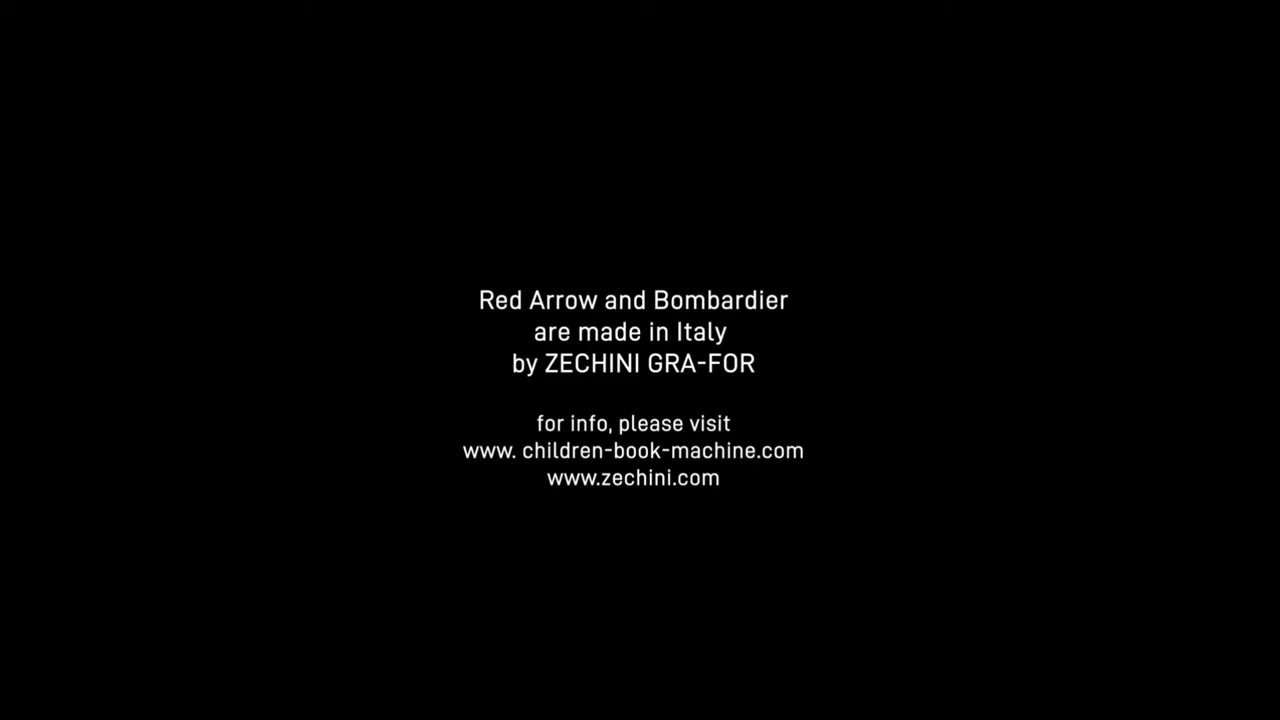 Red Arrow and Bombardier
are made in Italy
by ZECHINI GRA-FOR
for info, please visit
www. children-book-machine.com
www.zechini.com